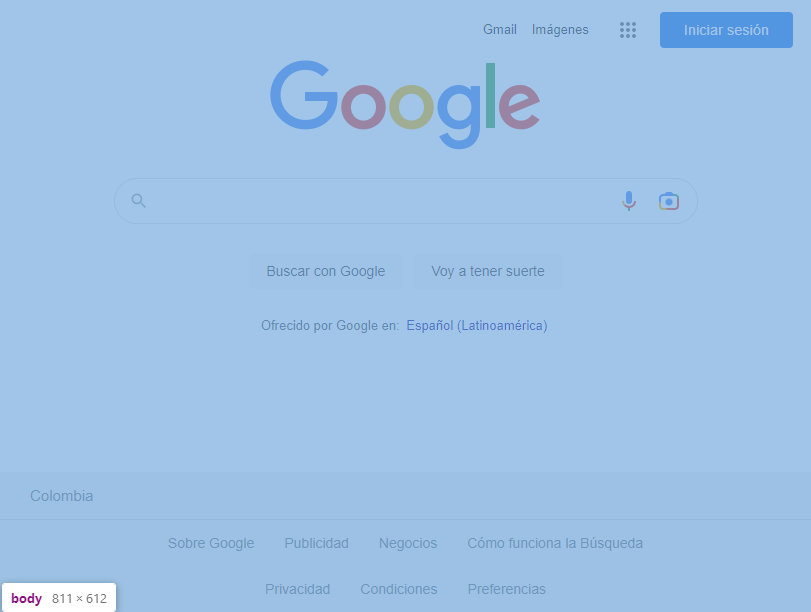 Gmail Imágenes Iniciar sesión
Google
Buscar con Google Voy a tener suerte
Ofrecido por Google en: Español (Latinoamérica)
Colombia
Sobre Google Publicidad Negocios Cómo funciona la Búsqueda
Privacidad Condiciones Preferencias
body 811 × 612